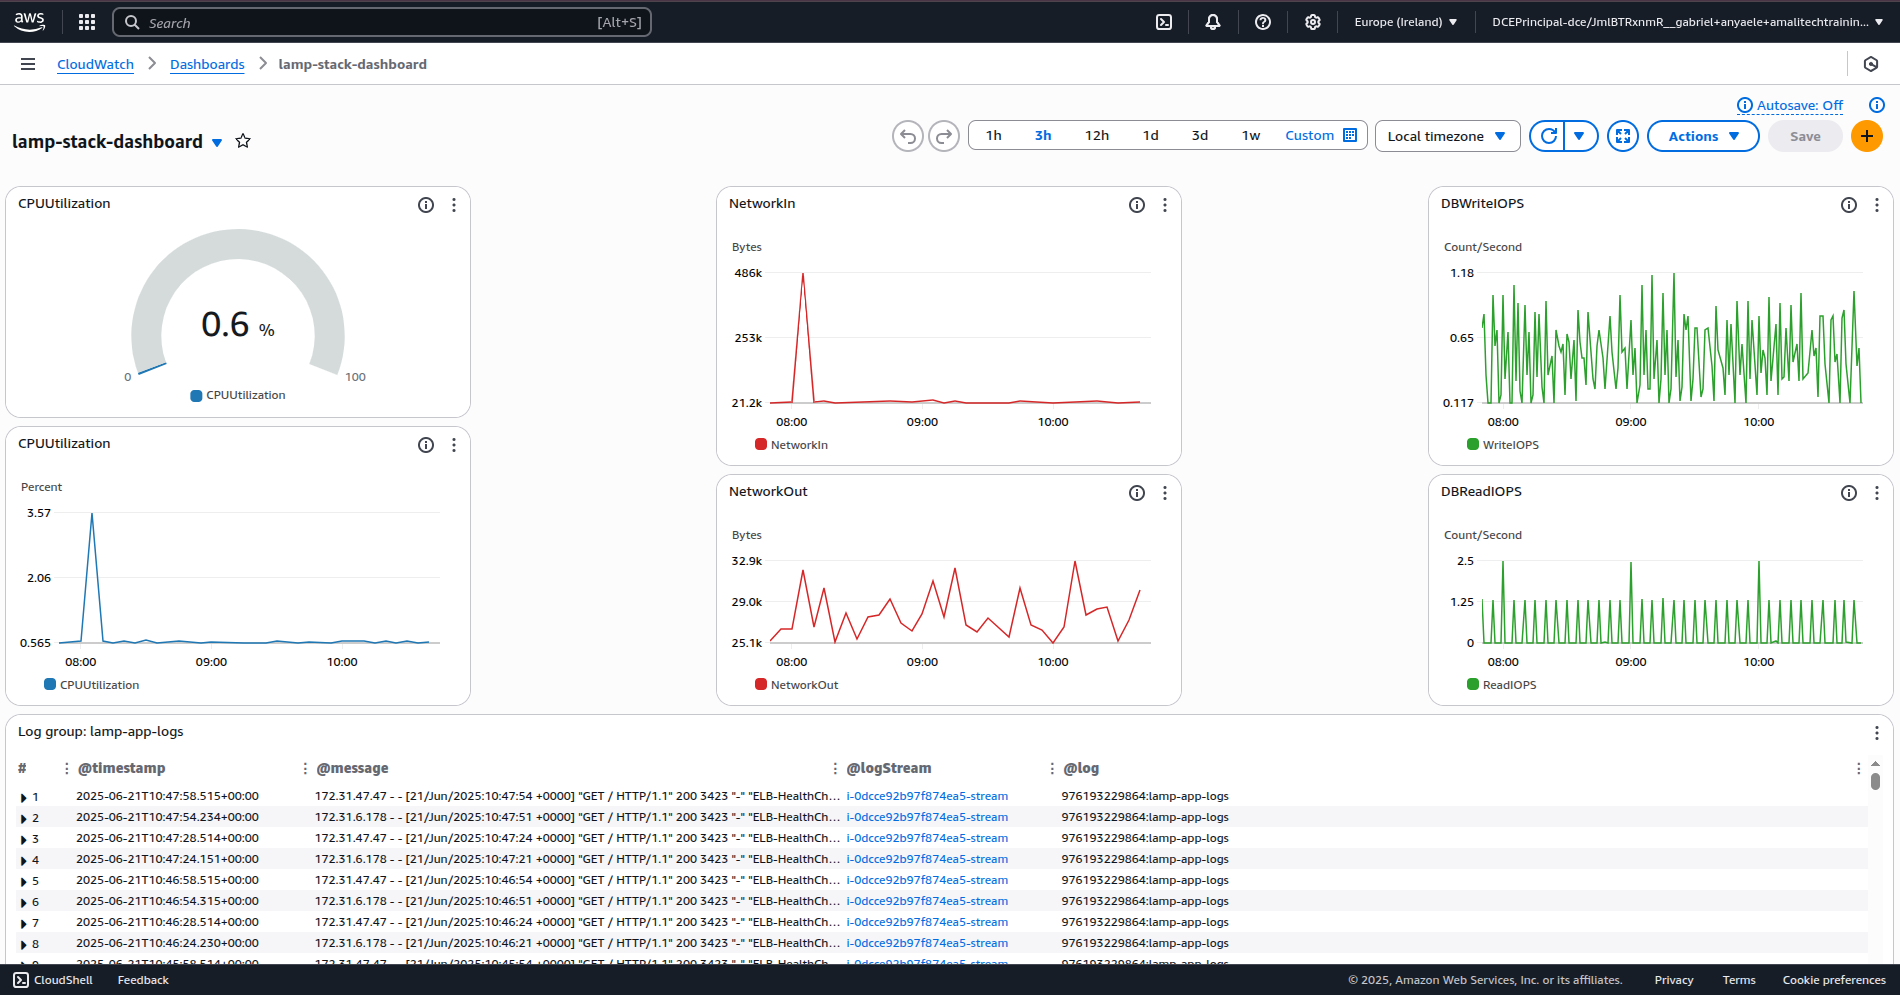 aws
Search [Alt+S]
Europe (Ireland)
DCEPrincipal-dce/JmlBTRxnmR__gabriel+anyaele+amalitechtrainin...
CloudWatch
Dashboards
lamp-stack-dashboard
Autosave: Off
lamp-stack-dashboard
1h 3h 12h 1d 3d 1w Custom
Local timezone
Actions
Save
CPUUtilization
0.6 %
0 100
CPUUtilization
NetworkIn
Bytes
486k
253k
21.2k
08:00 09:00 10:00
NetworkIn
DBWriteIOPS
Count/Second
1.18
0.65
0.117
08:00 09:00 10:00
WriteIOPS
CPUUtilization
Percent
3.57
2.06
0.565
08:00 09:00 10:00
CPUUtilization
NetworkOut
Bytes
32.9k
29.0k
25.1k
08:00 09:00 10:00
NetworkOut
DBReadIOPS
Count/Second
2.5
1.25
0
08:00 09:00 10:00
ReadIOPS
Log group: lamp-app-logs
# @timestamp @message @logStream @log
1 2025-06-21T10:47:58.515+00:00 172.31.47.47 - - [21/Jun/2025:10:47:54 +0000] "GET / HTTP/1.1" 200 3423 "-" "ELB-HealthCh... i-0dcce92b97f874ea5-stream 976193229864:lamp-app-logs
2 2025-06-21T10:47:54.234+00:00 172.31.6.178 - - [21/Jun/2025:10:47:51 +0000] "GET / HTTP/1.1" 200 3423 "-" "ELB-HealthCh... i-0dcce92b97f874ea5-stream 976193229864:lamp-app-logs
3 2025-06-21T10:47:28.514+00:00 172.31.47.47 - - [21/Jun/2025:10:47:24 +0000] "GET / HTTP/1.1" 200 3423 "-" "ELB-HealthCh... i-0dcce92b97f874ea5-stream 976193229864:lamp-app-logs
4 2025-06-21T10:47:24.151+00:00 172.31.6.178 - - [21/Jun/2025:10:47:21 +0000] "GET / HTTP/1.1" 200 3423 "-" "ELB-HealthCh... i-0dcce92b97f874ea5-stream 976193229864:lamp-app-logs
5 2025-06-21T10:46:58.515+00:00 172.31.47.47 - - [21/Jun/2025:10:46:54 +0000] "GET / HTTP/1.1" 200 3423 "-" "ELB-HealthCh... i-0dcce92b97f874ea5-stream 976193229864:lamp-app-logs
6 2025-06-21T10:46:54.315+00:00 172.31.6.178 - - [21/Jun/2025:10:46:51 +0000] "GET / HTTP/1.1" 200 3423 "-" "ELB-HealthCh... i-0dcce92b97f874ea5-stream 976193229864:lamp-app-logs
7 2025-06-21T10:46:28.514+00:00 172.31.47.47 - - [21/Jun/2025:10:46:24 +0000] "GET / HTTP/1.1" 200 3423 "-" "ELB-HealthCh... i-0dcce92b97f874ea5-stream 976193229864:lamp-app-logs
8 2025-06-21T10:46:24.230+00:00 172.31.6.178 - - [21/Jun/2025:10:46:21 +0000] "GET / HTTP/1.1" 200 3423 "-" "ELB-HealthCh... i-0dcce92b97f874ea5-stream 976193229864:lamp-app-logs
CloudShell Feedback
© 2025, Amazon Web Services, Inc. or its affiliates. Privacy Terms Cookie preferences